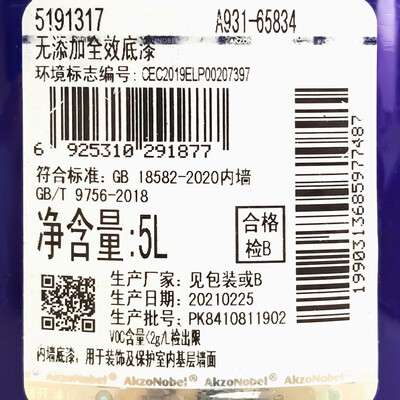 5191317 A931-65834
无添加全效底漆
环境标志编号: CEC2019ELP00207397
6 925310 291877
符合标准: GB 18582-2020内墙
GB/T 9756-2018
净含量:5L
合格
检B
生产厂家: 见包装或B
生产日期: 20210225
生产批号: PK8410811902
VOC含量<2g/L检出限
内墙底漆, 用于装饰及保护室内基层墙面
AkzoNobel AkzoNobel AkzoNobel AkzoNobel
19903136859777487